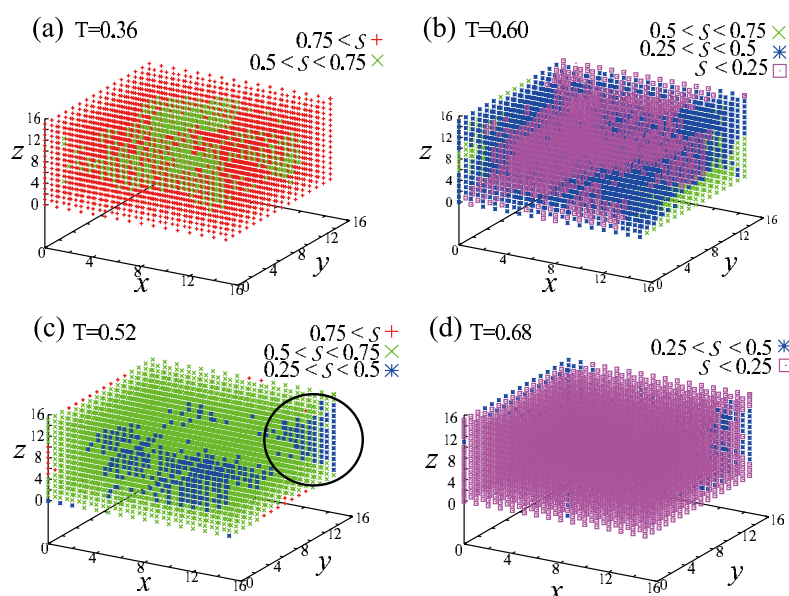 (a) T=0.36
0.75 < S +
0.5 < S < 0.75 ×
16
12
z 8
4
0
0 4 8 12 16
x
0 4 8 12 16
y
(b) T=0.60
0.5 < S < 0.75 ×
0.25 < S < 0.5 ✳
S < 0.25 ⊡
16
12
z 8
4
0
0 4 8 12 16
x
0 4 8 12 16
y
(c) T=0.52
0.75 < S +
0.5 < S < 0.75 ×
0.25 < S < 0.5 ✳
16
12
z 8
4
0
0 4 8 12 16
x
0 4 8 12 16
y
(d) T=0.68
0.25 < S < 0.5 ✳
S < 0.25 ⊡
16
12
z 8
4
0
0 4 8 12 16
x
0 4 8 12 16
y